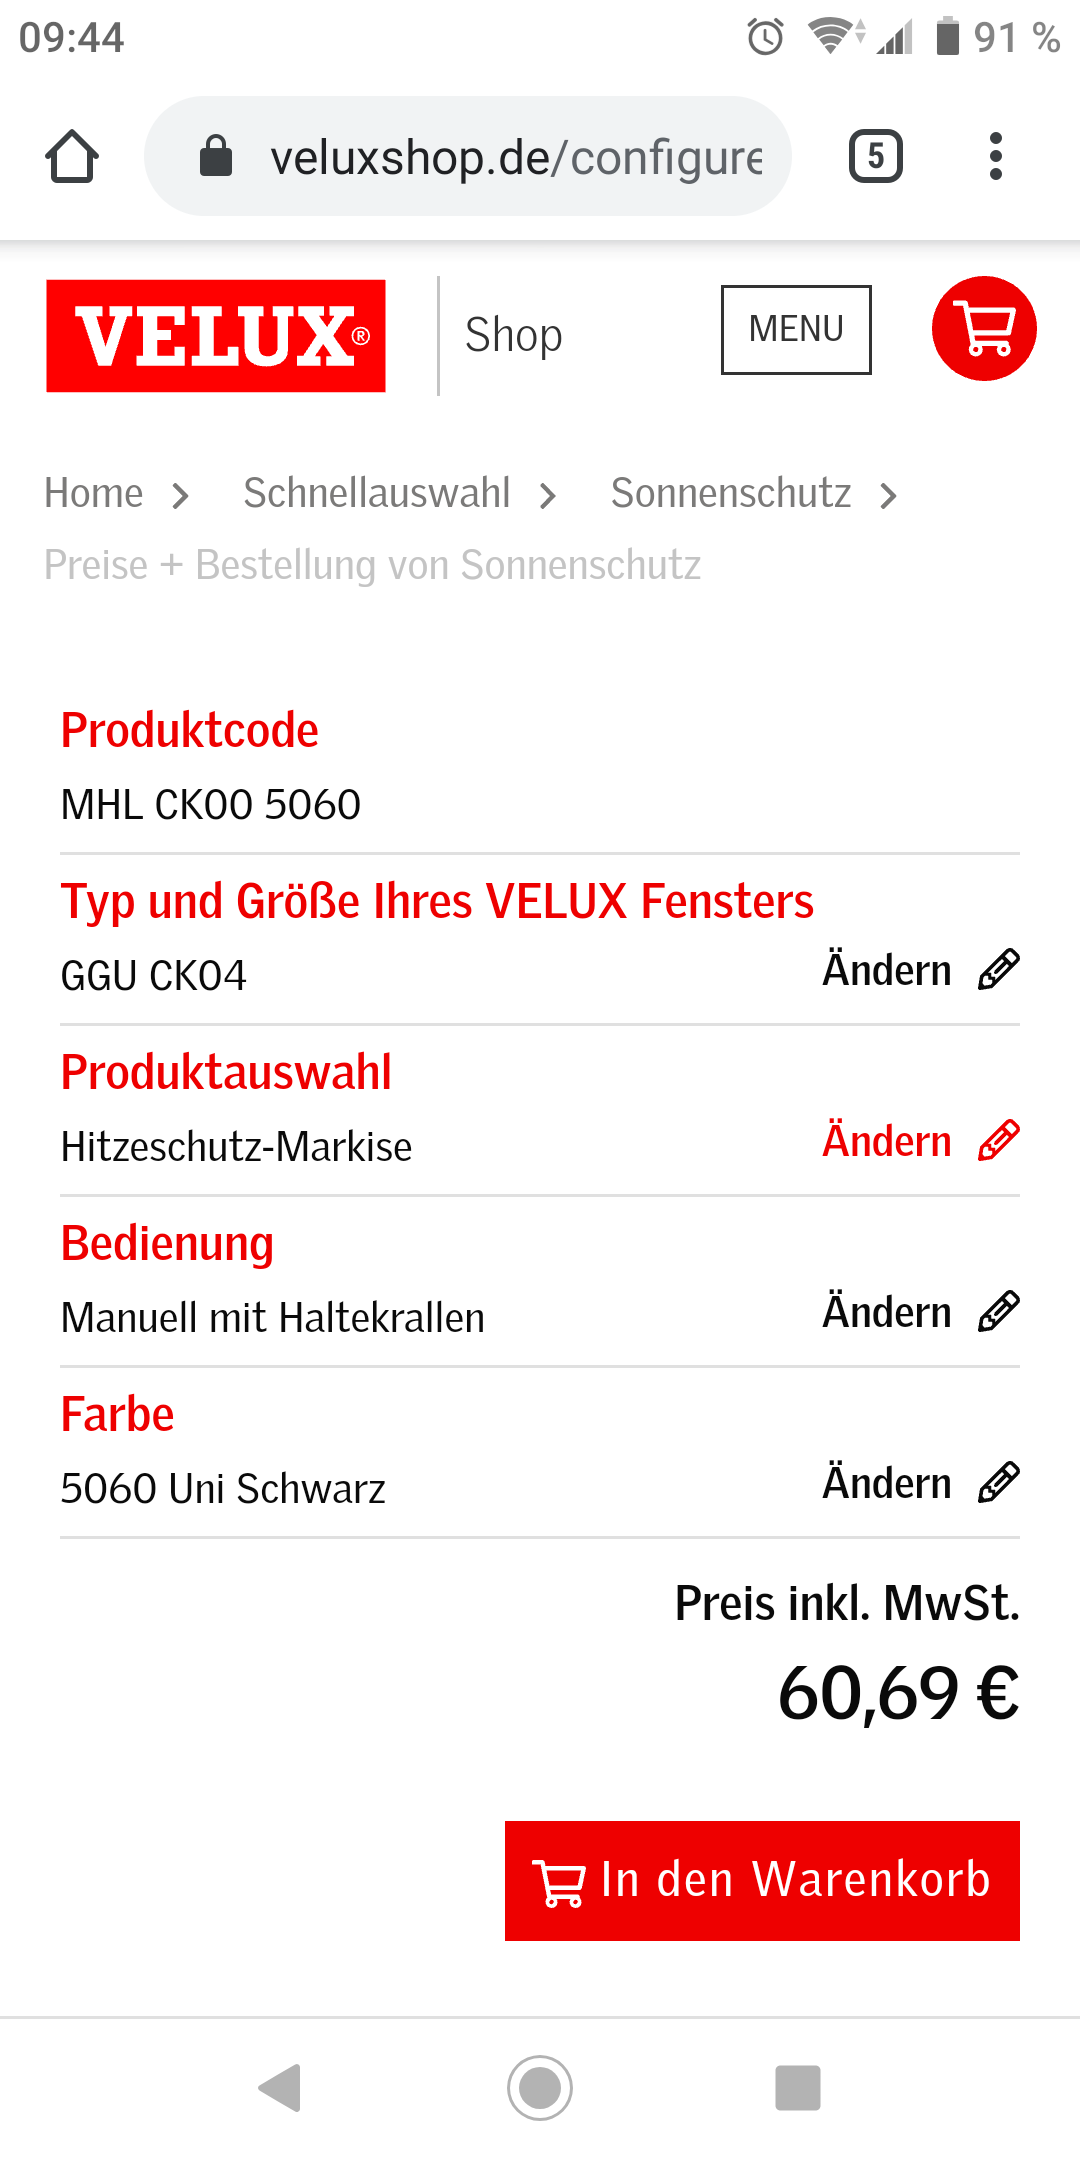 09:44
91 %
veluxshop.de/configure
5
VELUX®
Shop
MENU
Home
Schnellauswahl
Sonnenschutz
Preise + Bestellung von Sonnenschutz
Produktcode
MHL CK00 5060
Typ und Größe Ihres VELUX Fensters
GGU CK04
Ändern
Produktauswahl
Hitzeschutz-Markise
Ändern
Bedienung
Manuell mit Haltekrallen
Ändern
Farbe
5060 Uni Schwarz
Ändern
Preis inkl. MwSt.
60,69 €
In den Warenkorb